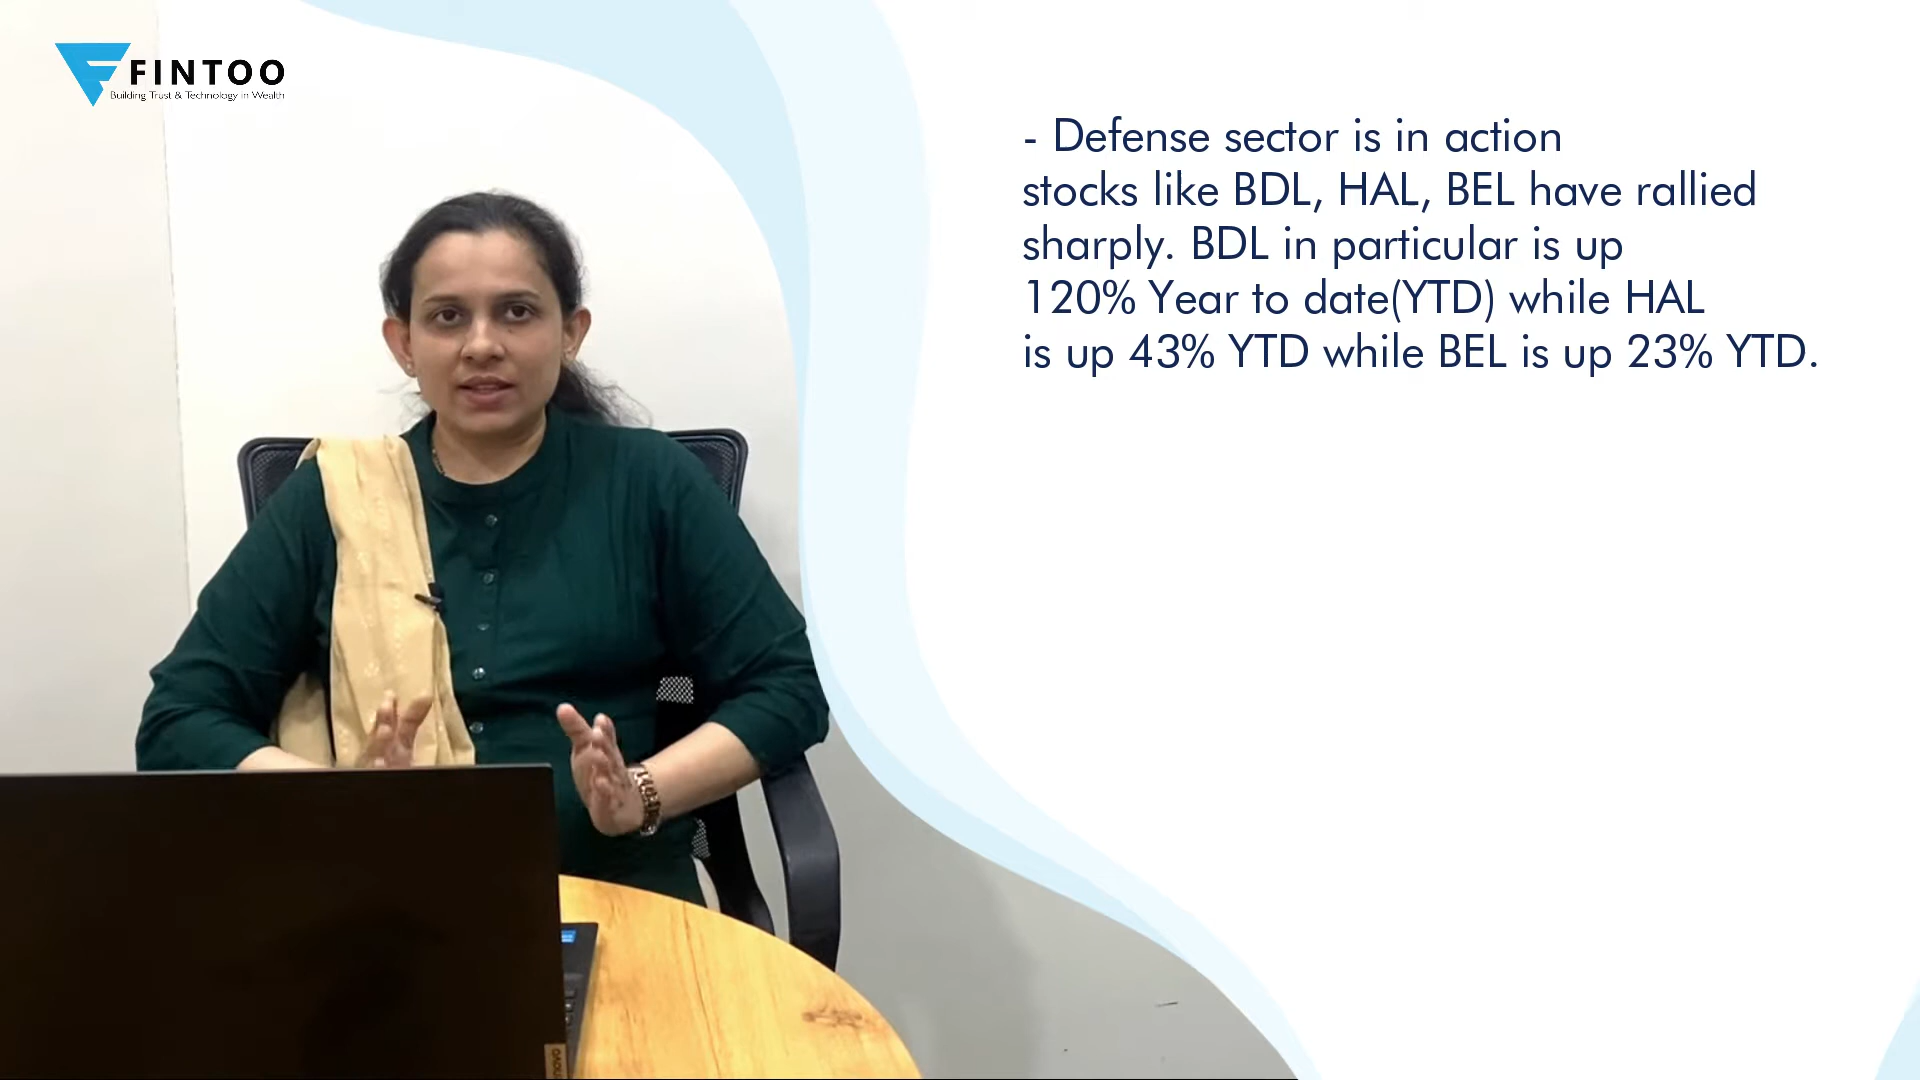 FINTOO
Building Trust & Technology in Wealth
- Defense sector is in action
stocks like BDL, HAL, BEL have rallied
sharply. BDL in particular is up
120% Year to date(YTD) while HAL
is up 43% YTD while BEL is up 23% YTD.